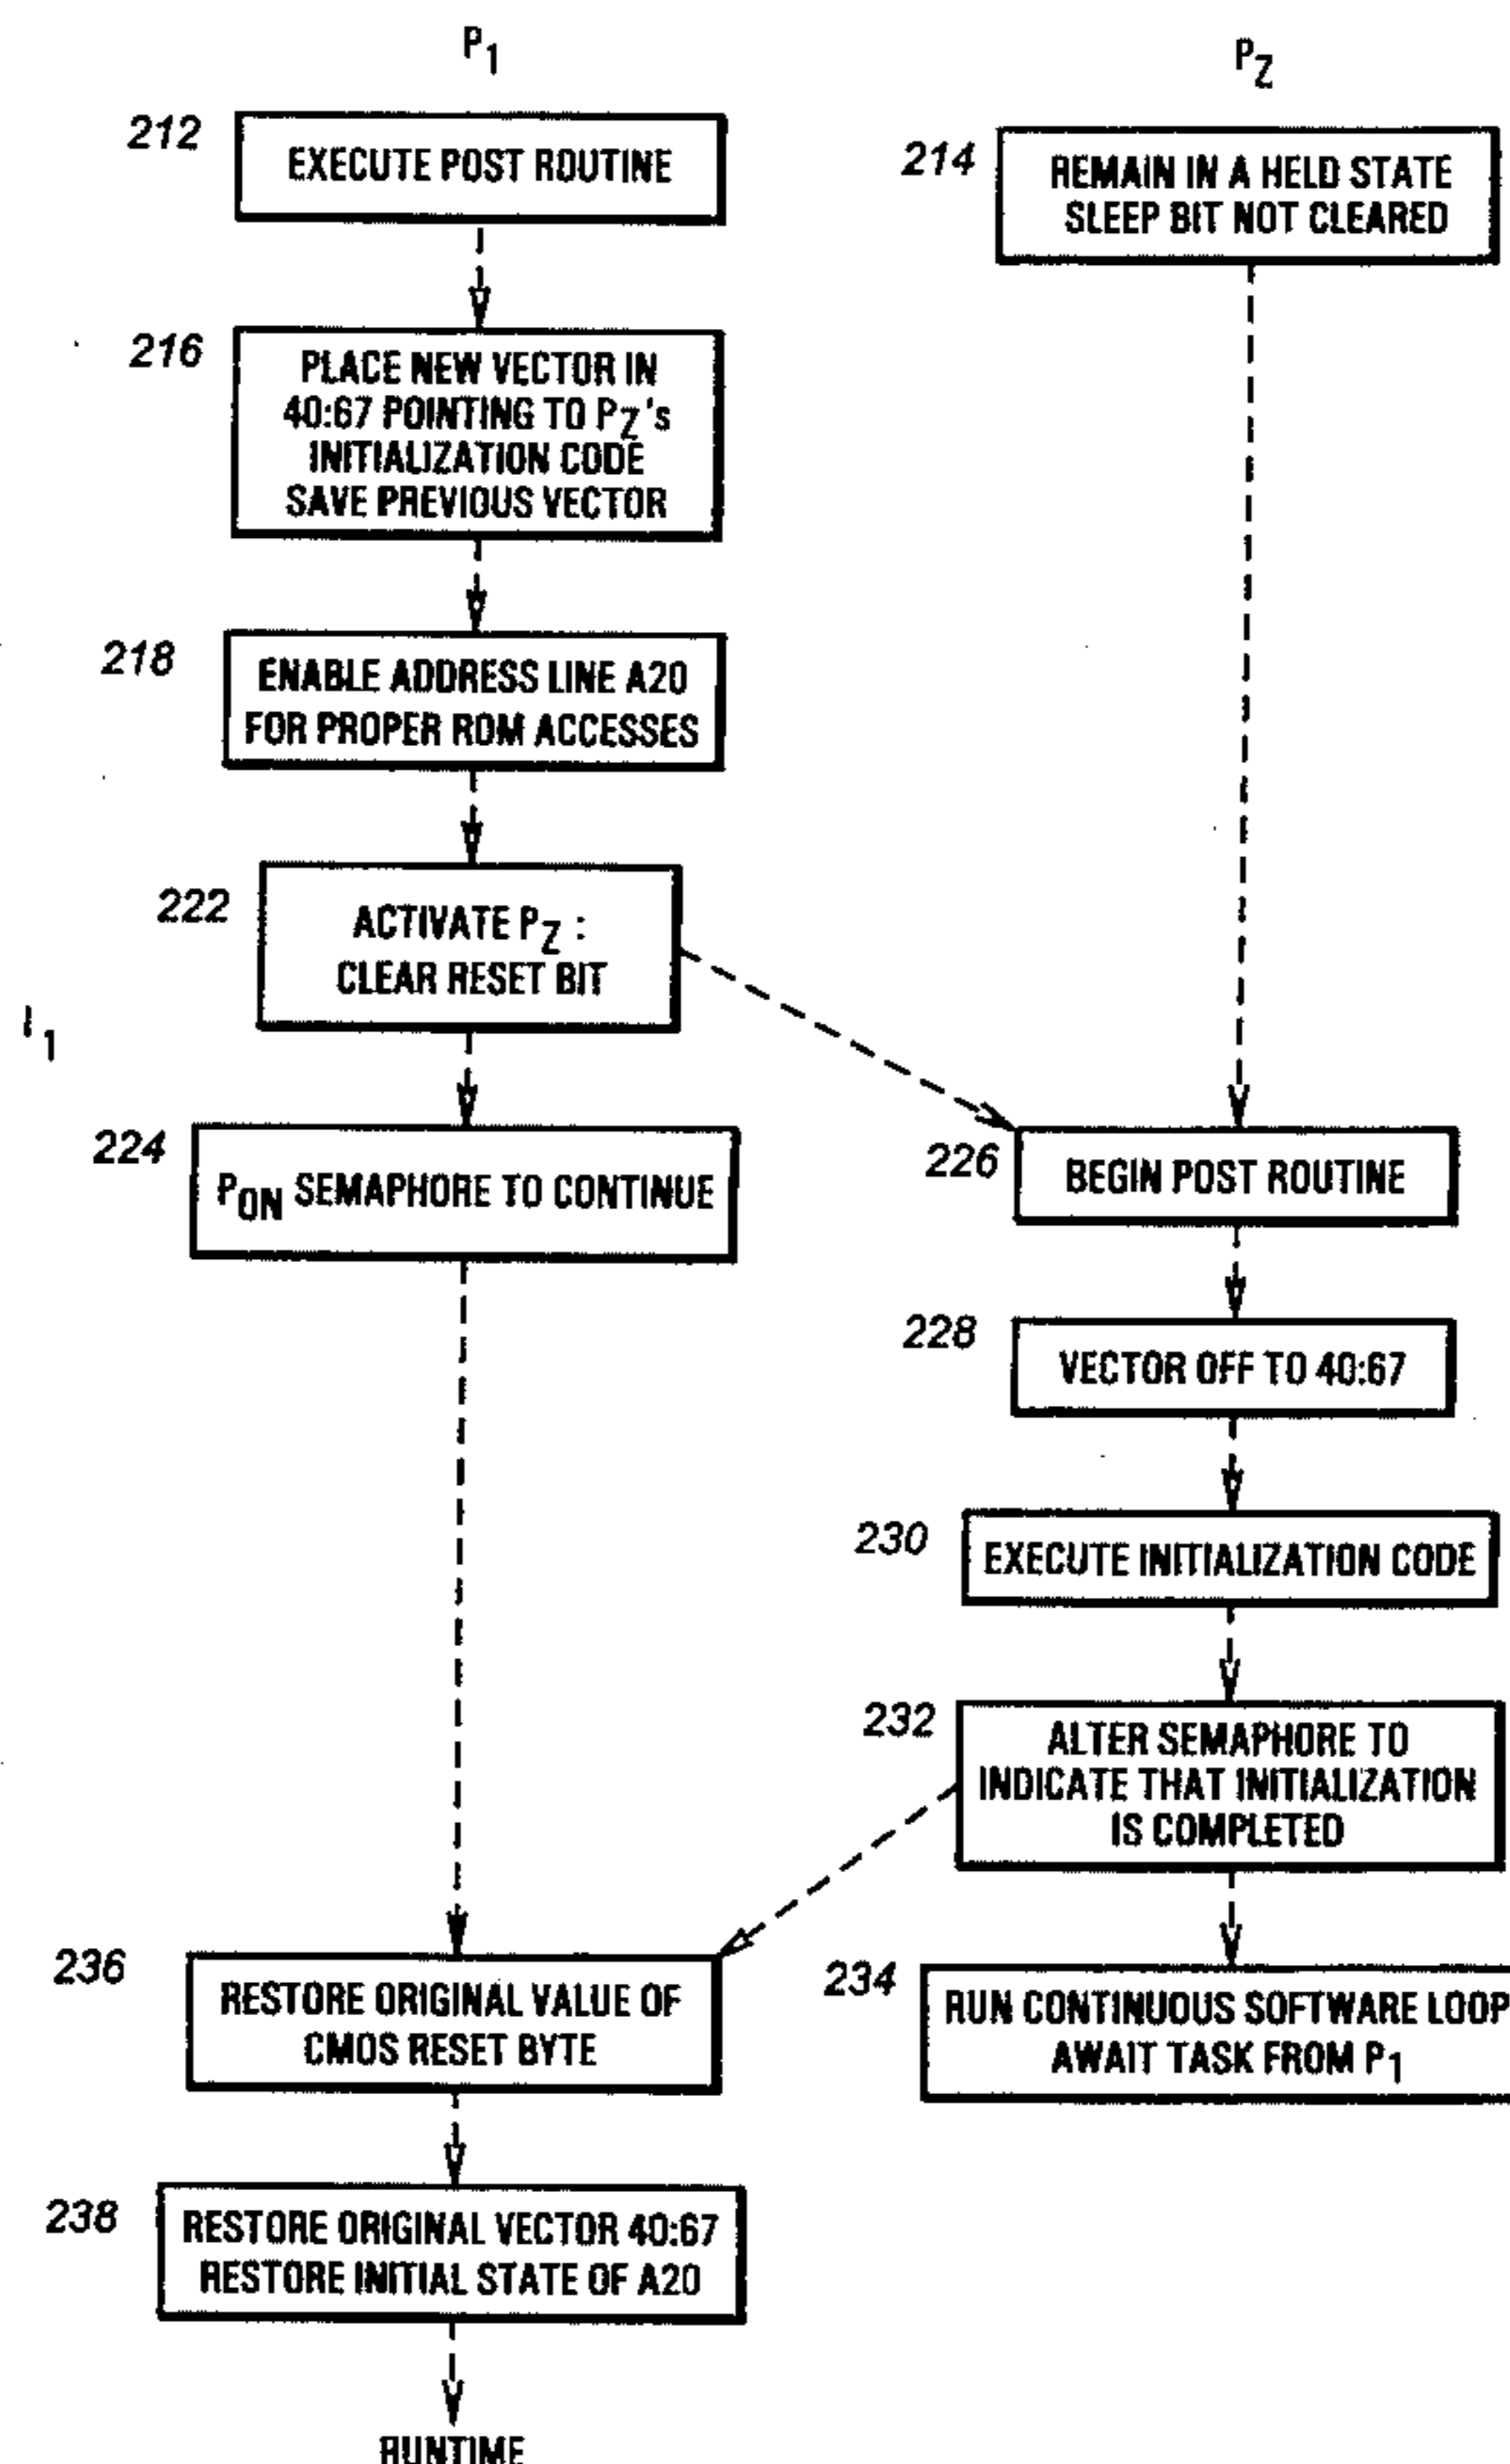 P1
PZ
212
EXECUTE POST ROUTINE
214
REMAIN IN A HELD STATE
SLEEP BIT NOT CLEARED
216
PLACE NEW VECTOR IN
40:67 POINTING TO PZ's
INITIALIZATION CODE
SAVE PREVIOUS VECTOR
218
ENABLE ADDRESS LINE A20
FOR PROPER ROM ACCESSES
222
ACTIVATE PZ :
CLEAR RESET BIT
1
224
PON SEMAPHORE TO CONTINUE
226
BEGIN POST ROUTINE
228
VECTOR OFF TO 40:67
230
EXECUTE INITIALIZATION CODE
232
ALTER SEMAPHORE TO
INDICATE THAT INITIALIZATION
IS COMPLETED
236
RESTORE ORIGINAL VALUE OF
CMOS RESET BYTE
234
RUN CONTINUOUS SOFTWARE LOOP
AWAIT TASK FROM P1
238
RESTORE ORIGINAL VECTOR 40:67
RESTORE INITIAL STATE OF A20
RUNTIME